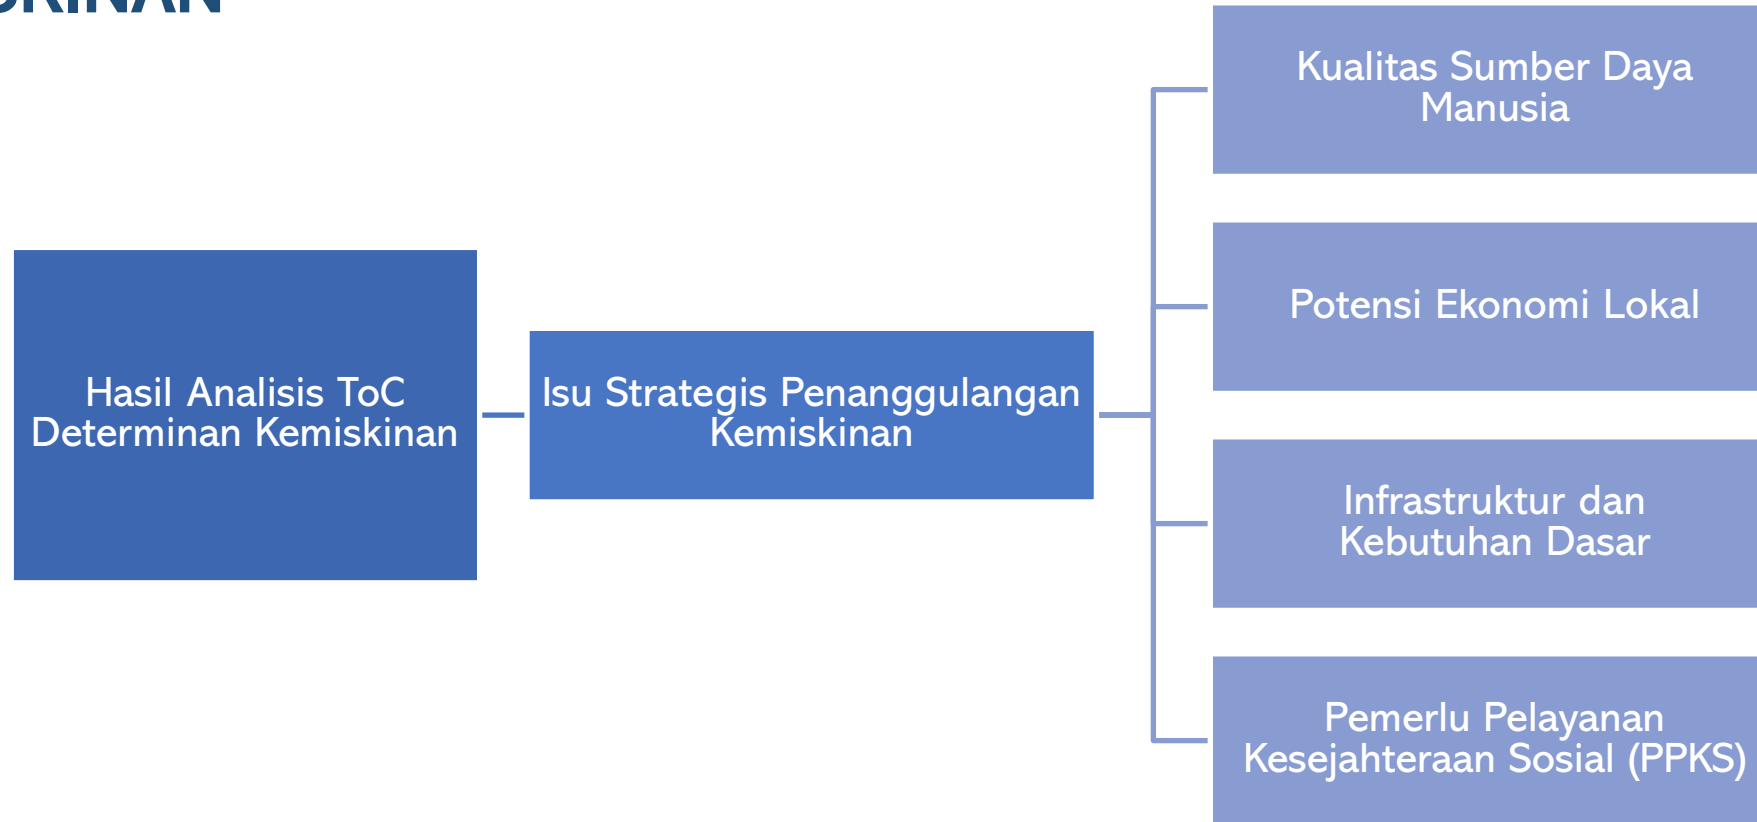 Hasil Analisis ToC
Determinan Kemiskinan
Isu Strategis Penanggulangan
Kemiskinan
Kualitas Sumber Daya
Manusia
Potensi Ekonomi Lokal
Infrastruktur dan
Kebutuhan Dasar
Pemerlu Pelayanan
Kesejahteraan Sosial (PPKS)